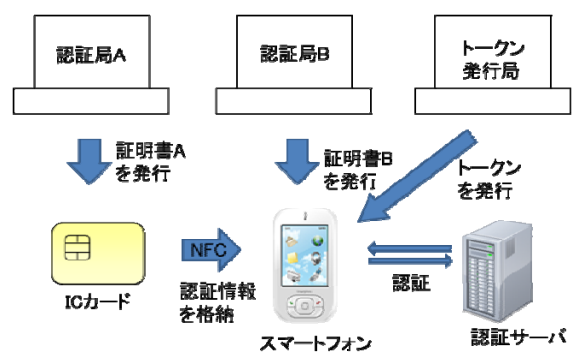 認証局A
認証局B
トークン
発行局
証明書A
を発行
証明書B
を発行
トークン
を発行
NFC
認証情報
を格納
認証
ICカード
スマートフォン
認証サーバ